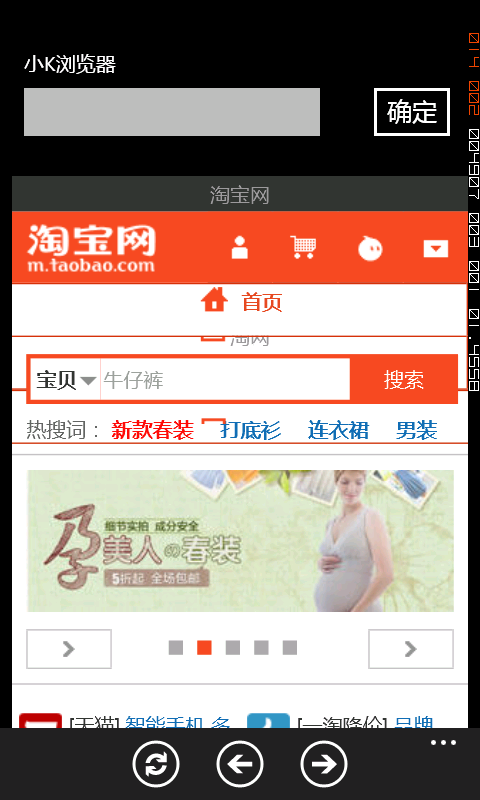 小K浏览器
确定
淘宝网
淘宝网
m.taobao.com
首页
淘网
宝贝 牛仔裤 搜索
热搜词： 新款春装 打底衫 连衣裙 男装
孕
细节实拍 成分安全
美人の春装
5折起 全场包邮
[天猫] 智能手机 多
[一淘降价] 品牌